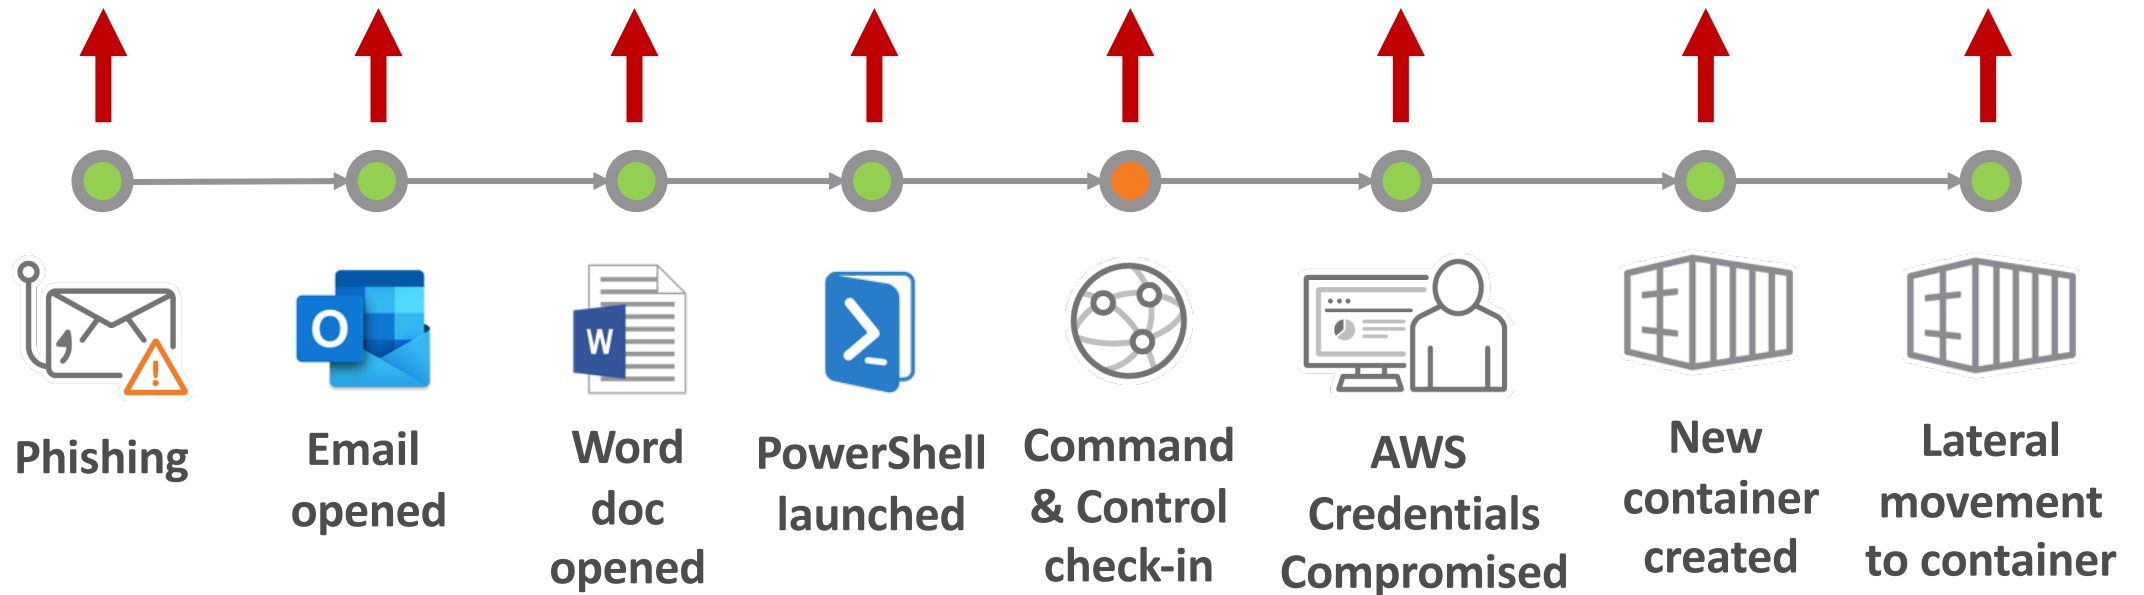 O
W
!
Phishing
Email
opened
Word
doc
opened
PowerShell
launched
Command
& Control
check-in
AWS
Credentials
Compromised
New
container
created
Lateral
movement
to container